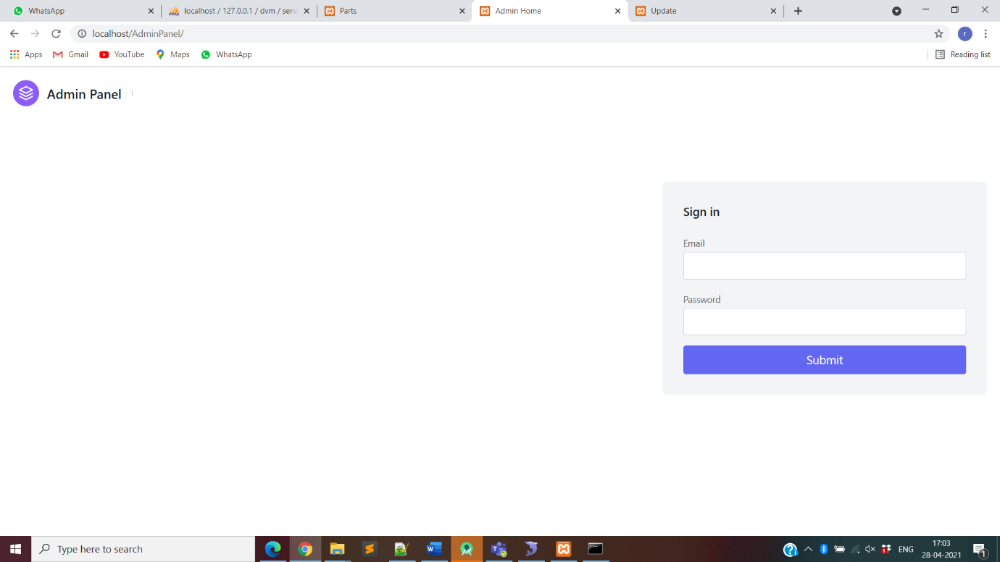 WhatsApp
localhost / 127.0.0.1 / dvm / serv
Parts
Admin Home
Update
localhost/AdminPanel/
r
Apps
Gmail
YouTube
Maps
WhatsApp
Reading list
Admin Panel
Sign in
Email
Password
Submit
Type here to search
ENG
17:03
28-04-2021
1